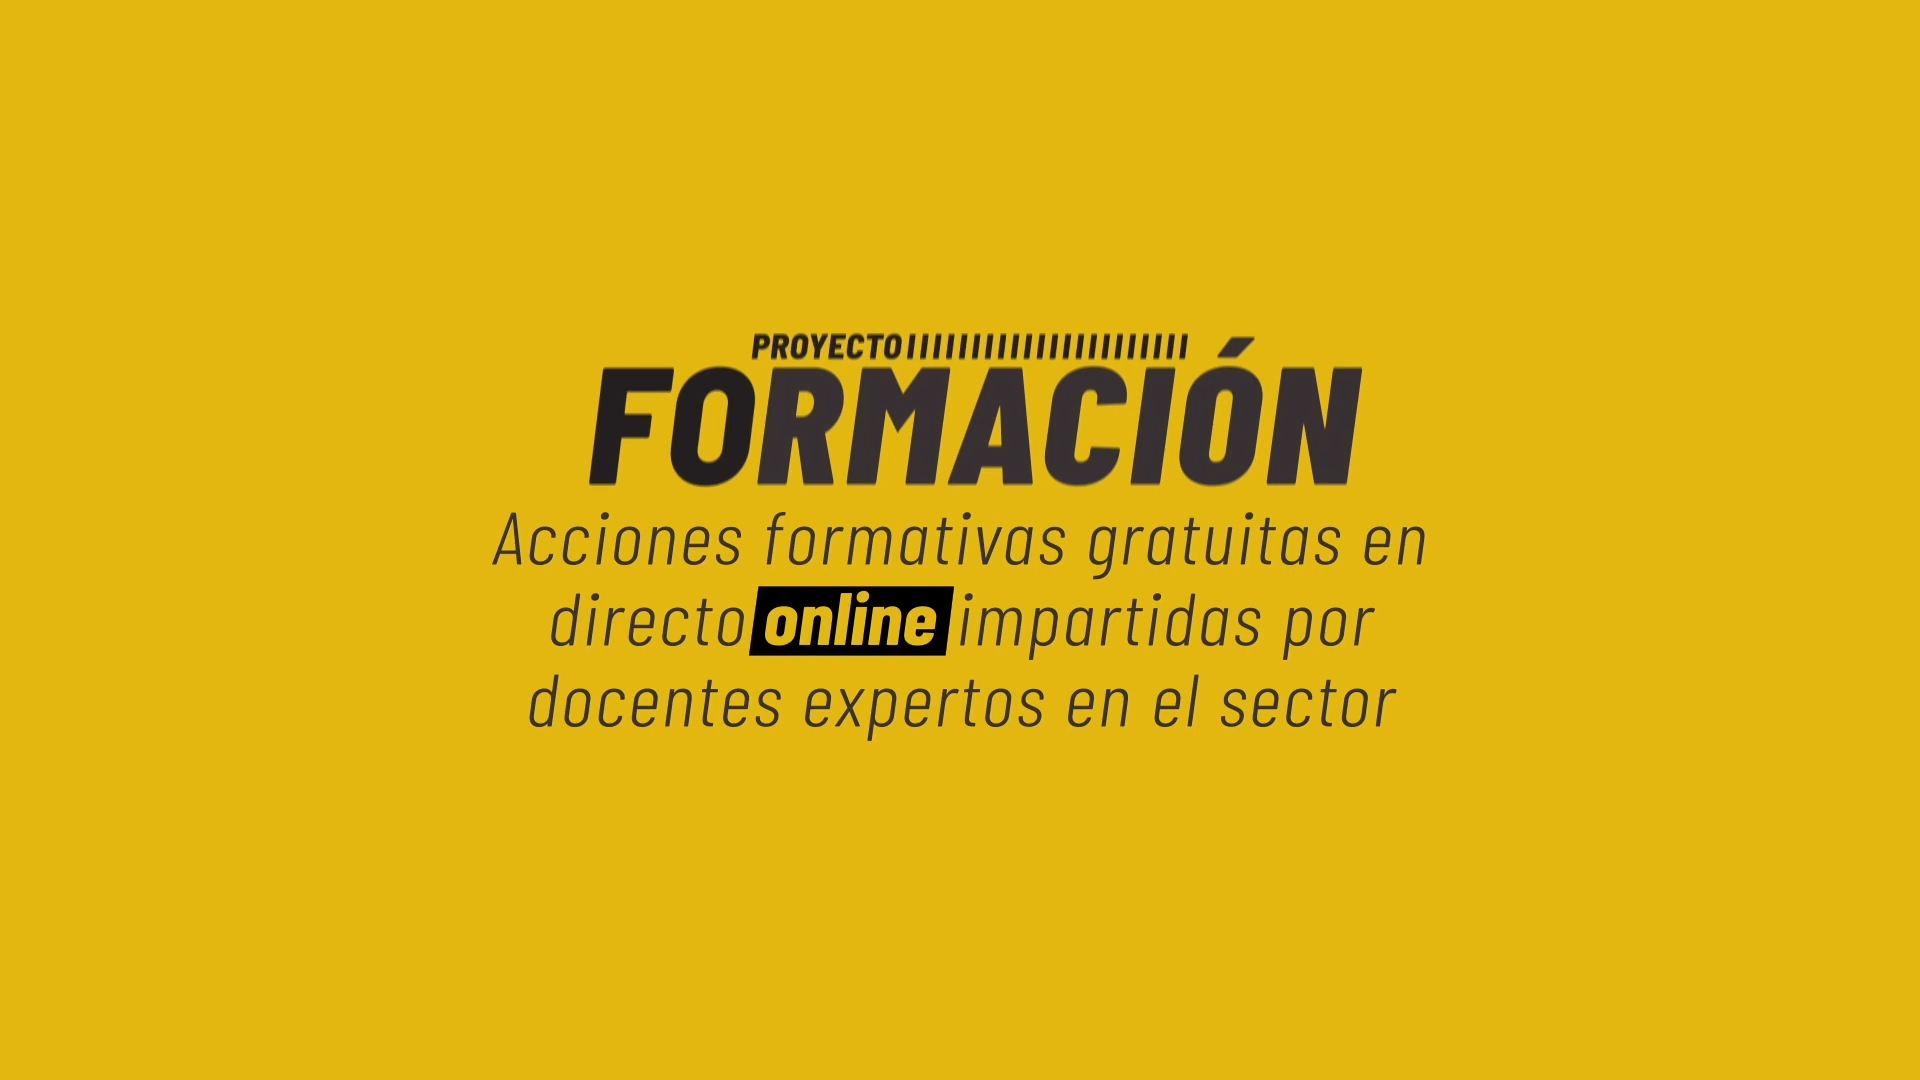 PROYECTO
FORMACIÓN
Acciones formativas gratuitas en
directo online impartidas por
docentes expertos en el sector